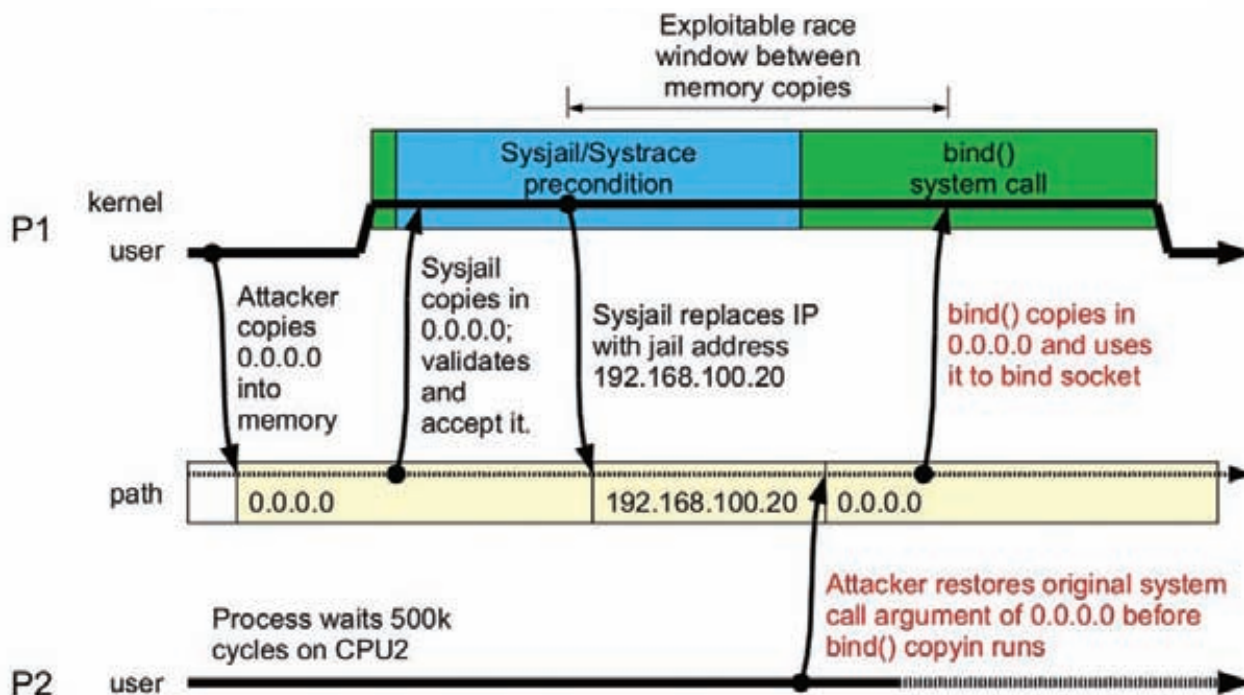 Exploitable race
window between
memory copies
Sysjail/Systrace
precondition
bind()
system call
kernel
P1
user
Attacker
copies
0.0.0.0
into
memory
Sysjail
copies in
0.0.0.0;
validates
and
accept it.
Sysjail replaces IP
with jail address
192.168.100.20
bind() copies in
0.0.0.0 and uses
it to bind socket
path
0.0.0.0
192.168.100.20
0.0.0.0
Process waits 500k
cycles on CPU2
Attacker restores original system
call argument of 0.0.0.0 before
bind() copyin runs
P2
user